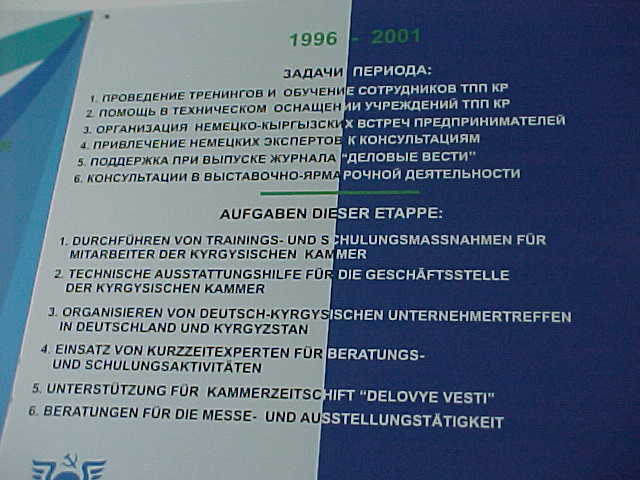 1996 - 2001
ЗАДАЧИ ПЕРИОДА:
1. ПРОВЕДЕНИЕ ТРЕНИНГОВ И ОБУЧЕНИЕ СОТРУДНИКОВ ТПП КР
2. ПОМОЩЬ В ТЕХНИЧЕСКОМ ОСНАЩЕНИИ УЧРЕЖДЕНИЙ ТПП КР
3. ОРГАНИЗАЦИЯ НЕМЕЦКО-КЫРГЫЗСКИХ ВСТРЕЧ ПРЕДПРИНИМАТЕЛЕЙ
4. ПРИВЛЕЧЕНИЕ НЕМЕЦКИХ ЭКСПЕРТОВ К КОНСУЛЬТАЦИЯМ
5. ПОДДЕРЖКА ПРИ ВЫПУСКЕ ЖУРНАЛА "ДЕЛОВЫЕ ВЕСТИ"
6. КОНСУЛЬТАЦИИ В ВЫСТАВОЧНО-ЯРМАРОЧНОЙ ДЕЯТЕЛЬНОСТИ
AUFGABEN DIESER ETAPPE:
1. DURCHFÜHREN VON TRAININGS- UND SCHULUNGSMASSNAHMEN FÜR
MITARBEITER DER KYRGYSISCHEN KAMMER
2. TECHNISCHE AUSSTATTUNGSHILFE FÜR DIE GESCHÄFTSSTELLE
DER KYRGYSISCHEN KAMMER
3. ORGANISIEREN VON DEUTSCH-KYRGYSISCHEN UNTERNEHMERTREFFEN
IN DEUTSCHLAND UND KYRGYZSTAN
4. EINSATZ VON KURZZEITEXPERTEN FÜR BERATUNGS-
UND SCHULUNGSAKTIVITÄTEN
5. UNTERSTÜTZUNG FÜR KAMMERZEITSCHIFT "DELOVYE VESTI"
6. BERATUNGEN FÜR DIE MESSE- UND AUSSTELLUNGSTÄTIGKEIT